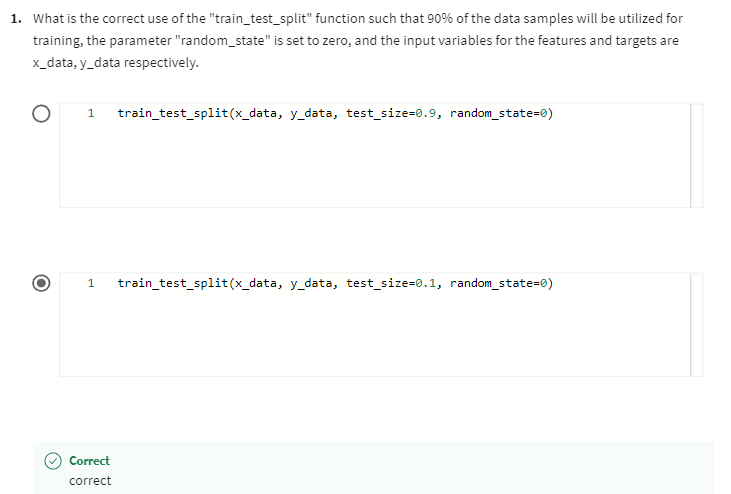 1. What is the correct use of the "train_test_split" function such that 90% of the data samples will be utilized for
training, the parameter "random_state" is set to zero, and the input variables for the features and targets are
x_data, y_data respectively.
1 train_test_split(x_data, y_data, test_size=0.9, random_state=0)
1 train_test_split(x_data, y_data, test_size=0.1, random_state=0)
Correct
correct